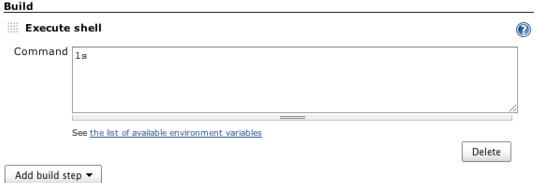 Build
Execute shell
Command
ls
See the list of available environment variables
Delete
Add build step